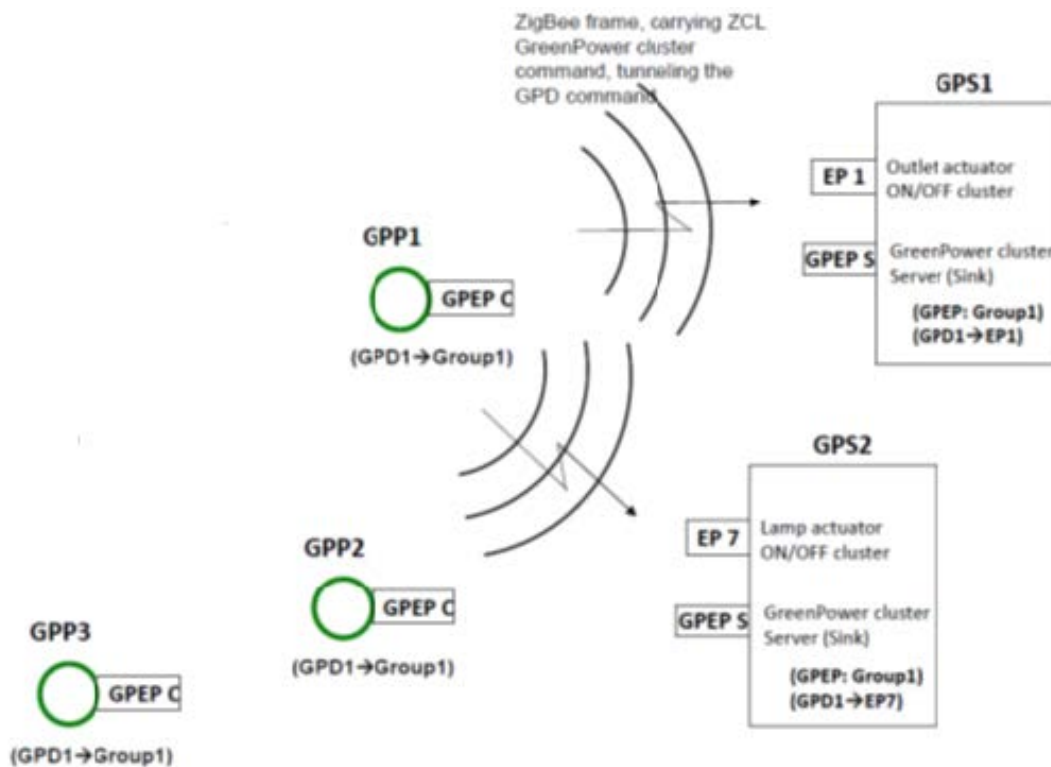 ZigBee frame, carrying ZCL
GreenPower cluster
command, tunneling the
GPD command
GPS1
EP 1
Outlet actuator
ON/OFF cluster
GPEP S
GreenPower cluster
Server (Sink)
(GPEP: Group1)
(GPD1→EP1)
GPP1
GPEP C
(GPD1→Group1)
GPS2
EP 7
Lamp actuator
ON/OFF cluster
GPEP S
GreenPower cluster
Server (Sink)
(GPEP: Group1)
(GPD1→EP7)
GPP2
GPEP C
(GPD1→Group1)
GPP3
GPEP C
(GPD1→Group1)